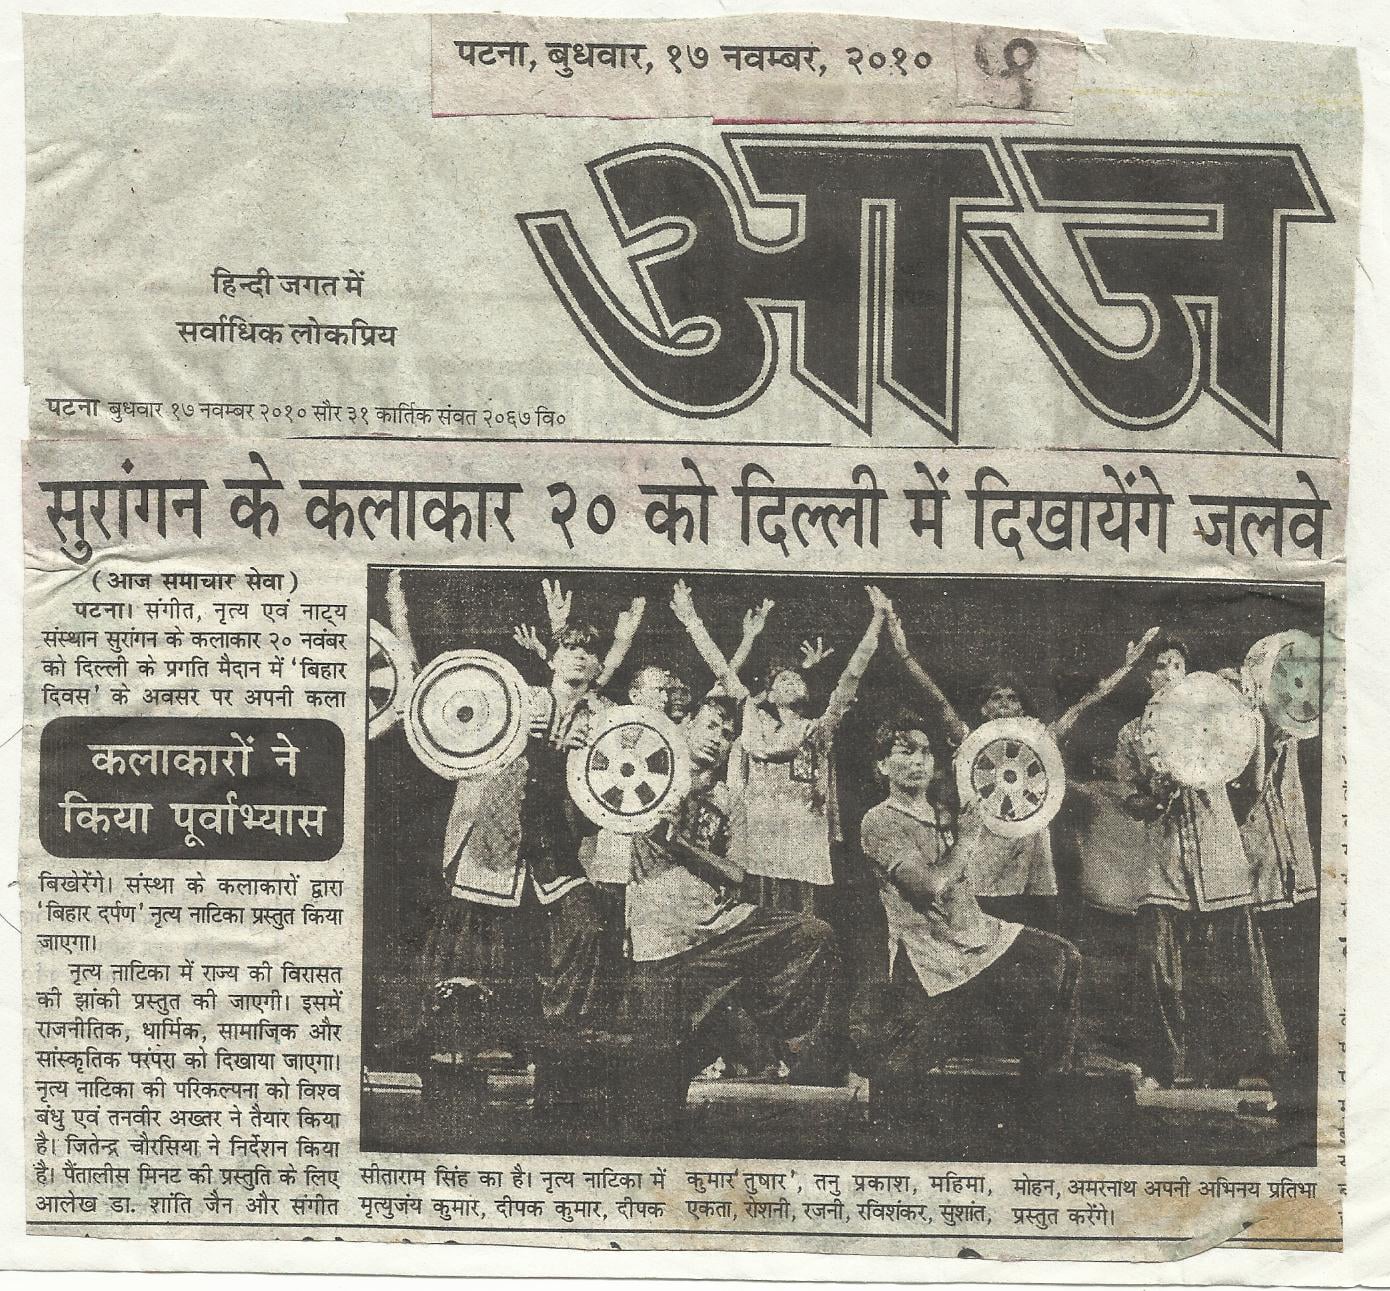 पटना, बुधवार, १७ नवम्बर, २०१०
आज
हिन्दी जगत में
सर्वाधिक लोकप्रिय
पटना बुधवार १७ नवम्बर २०१० सौर ३१ कार्तिक संवत २०६७ वि०
सुरांगन के कलाकार २० को दिल्ली में दिखायेंगे जलवे
(आज समाचार सेवा)
पटना। संगीत, नृत्य एवं नाट्य
संस्थान सुरांगन के कलाकार २० नवंबर
को दिल्ली के प्रगति मैदान में ‘बिहार
दिवस’ के अवसर पर अपनी कला
कलाकारों ने
किया पूर्वाभ्यास
बिखेरेंगे। संस्था के कलाकारों द्वारा
‘बिहार दर्पण’ नृत्य नाटिका प्रस्तुत किया
जाएगा।
नृत्य नाटिका में राज्य की विरासत
की झांकी प्रस्तुत की जाएगी। इसमें
राजनीतिक, धार्मिक, सामाजिक और
सांस्कृतिक परंपरा को दिखाया जाएगा।
नृत्य नाटिका की परिकल्पना को विश्व
बंधु एवं तनवीर अख्तर ने तैयार किया
है। जितेन्द्र चौरसिया ने निर्देशन किया
है। पैंतालीस मिनट की प्रस्तुति के लिए
आलेख डा. शांति जैन और संगीत
सीताराम सिंह का है। नृत्य नाटिका में
मृत्युजंय कुमार, दीपक कुमार, दीपक
कुमार ‘तुषार’, तनु प्रकाश, महिमा,
एकता, रोशनी, रजनी, रविशंकर, सुशांत,
मोहन, अमरनाथ अपनी अभिनय प्रतिभा
प्रस्तुत करेंगे।